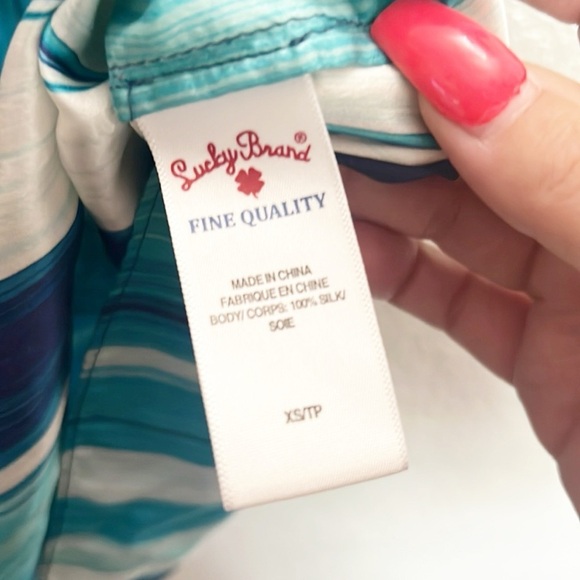 Lucky Brand®
FINE QUALITY
MADE IN CHINA
FABRIQUE EN CHINE
BODY/ CORPS: 100% SILK/
SOIE
XS/TP